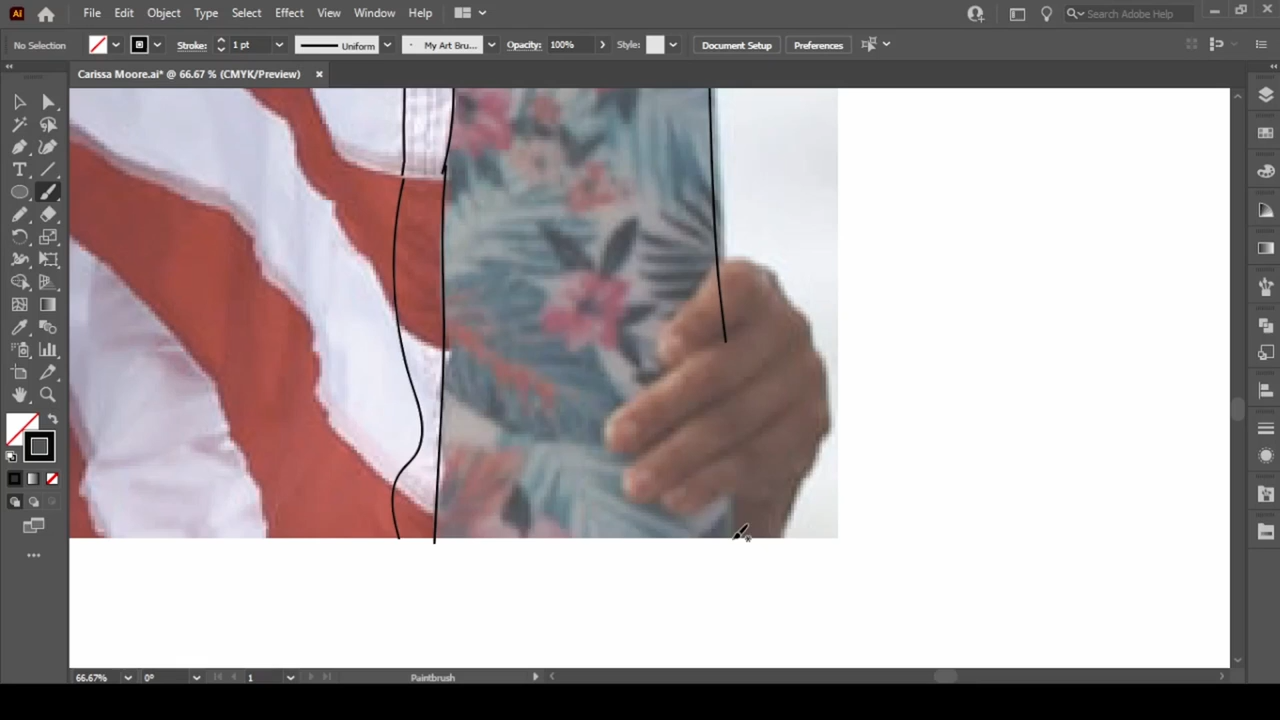 Ai File Edit Object Type Select Effect View Window Help Search Adobe Help
No Selection Stroke: 1 pt Uniform My Art Bru... Opacity: 100% Style: Document Setup Preferences
Carissa Moore.ai* @ 66.67 % (CMYK/Preview)
66.67% 0° 1 Paintbrush